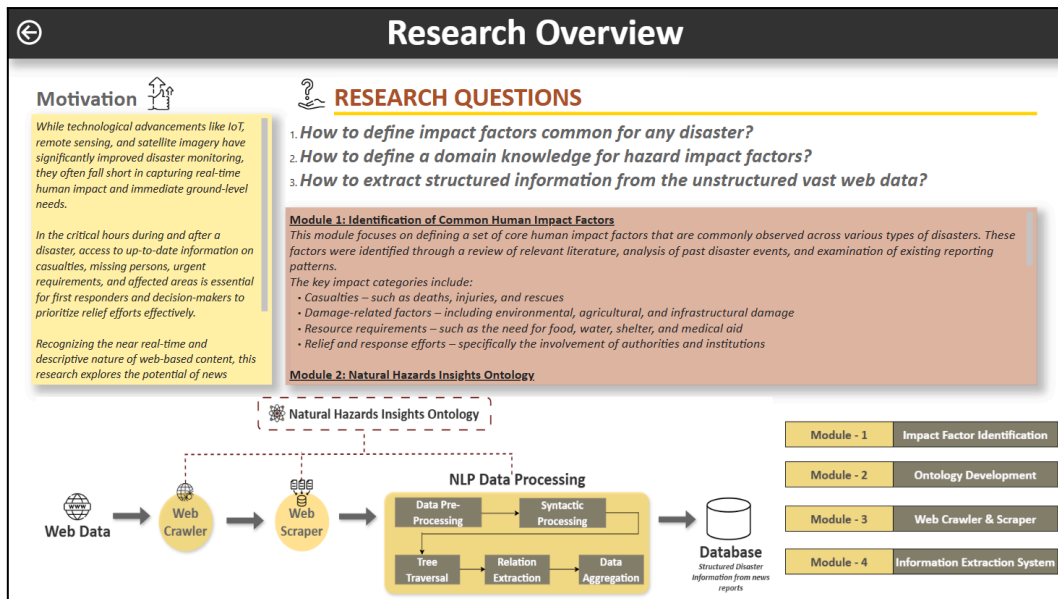 Research Overview
Motivation
While technological advancements like IoT,
remote sensing, and satellite imagery have
significantly improved disaster monitoring,
they often fall short in capturing real-time
human impact and immediate ground-level
needs.
In the critical hours during and after a
disaster, access to up-to-date information on
casualties, missing persons, urgent
requirements, and affected areas is essential
for first responders and decision-makers to
prioritize relief efforts effectively.
Recognizing the near real-time and
descriptive nature of web-based content, this
research explores the potential of news
RESEARCH QUESTIONS
1. How to define impact factors common for any disaster?
2. How to define a domain knowledge for hazard impact factors?
3. How to extract structured information from the unstructured vast web data?
Module 1: Identification of Common Human Impact Factors
This module focuses on defining a set of core human impact factors that are commonly observed across various types of disasters. These
factors were identified through a review of relevant literature, analysis of past disaster events, and examination of existing reporting
patterns.
The key impact categories include:
• Casualties – such as deaths, injuries, and rescues
• Damage-related factors – including environmental, agricultural, and infrastructural damage
• Resource requirements – such as the need for food, water, shelter, and medical aid
• Relief and response efforts – specifically the involvement of authorities and institutions
Module 2: Natural Hazards Insights Ontology
Natural Hazards Insights Ontology
WWW
Web Data
Web
Crawler
Web
Scraper
NLP Data Processing
Data Pre-
Processing
Syntactic
Processing
Tree
Traversal
Relation
Extraction
Data
Aggregation
Database
Structured Disaster
Information from news
reports
Module - 1 Impact Factor Identification
Module - 2 Ontology Development
Module - 3 Web Crawler & Scraper
Module - 4 Information Extraction System